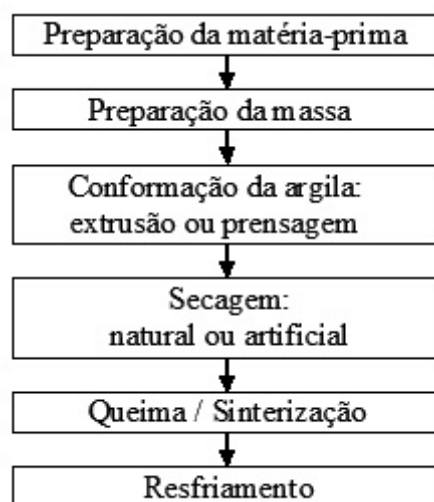 Preparação da matéria-prima
Preparação da massa
Conformação da argila:
extrusão ou prensagem
Secagem:
natural ou artificial
Queima / Sinterização
Resfriamento